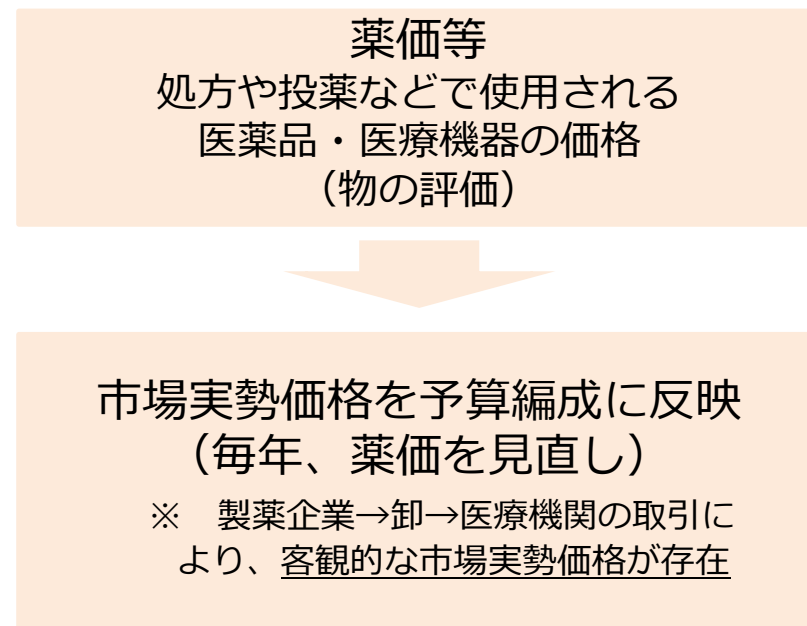 薬価等
処方や投薬などで使用される
医薬品・医療機器の価格
（物の評価）
市場実勢価格を予算編成に反映
（毎年、薬価を見直し）
※　製薬企業→卸→医療機関の取引に
より、客観的な市場実勢価格が存在